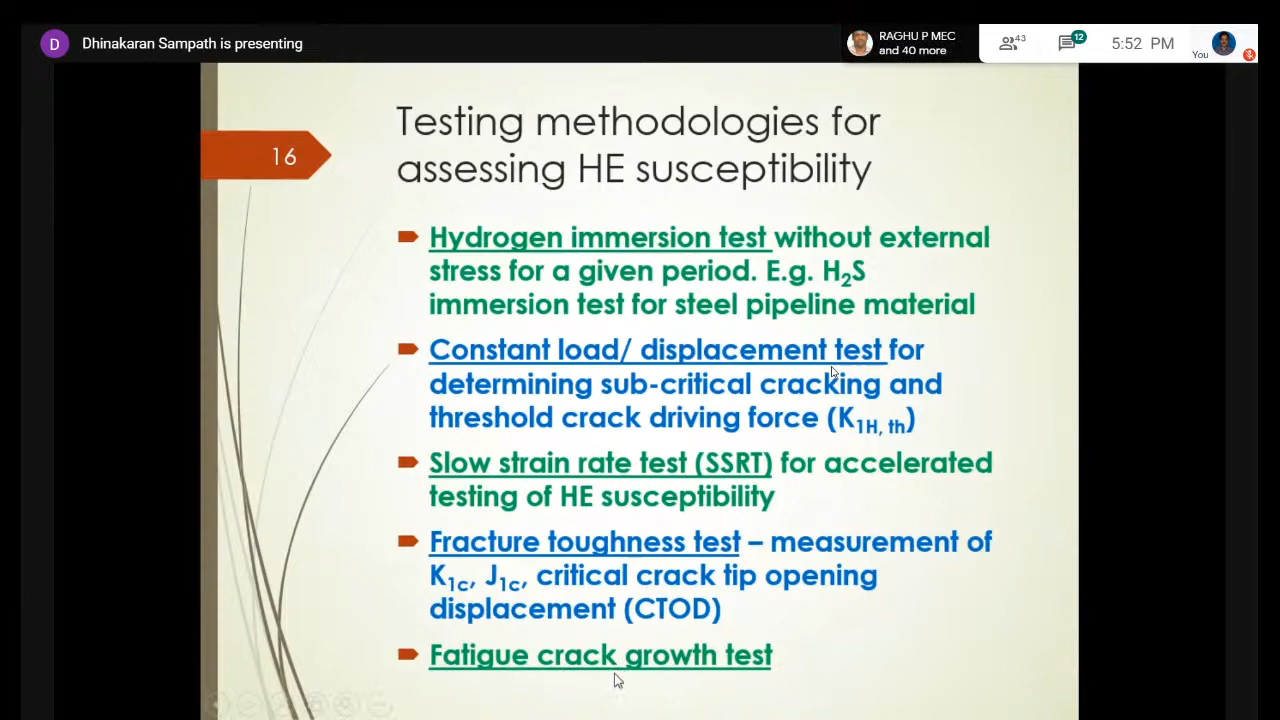 D
Dhinakaran Sampath is presenting
RAGHU P MEC
and 40 more
43
12
5:52 PM
You
16
Testing methodologies for
assessing HE susceptibility
Hydrogen immersion test without external
stress for a given period. E.g. H₂S
immersion test for steel pipeline material
Constant load/ displacement test for
determining sub-critical cracking and
threshold crack driving force (K1H, th)
Slow strain rate test (SSRT) for accelerated
testing of HE susceptibility
Fracture toughness test – measurement of
K1c, J1c, critical crack tip opening
displacement (CTOD)
Fatigue crack growth test